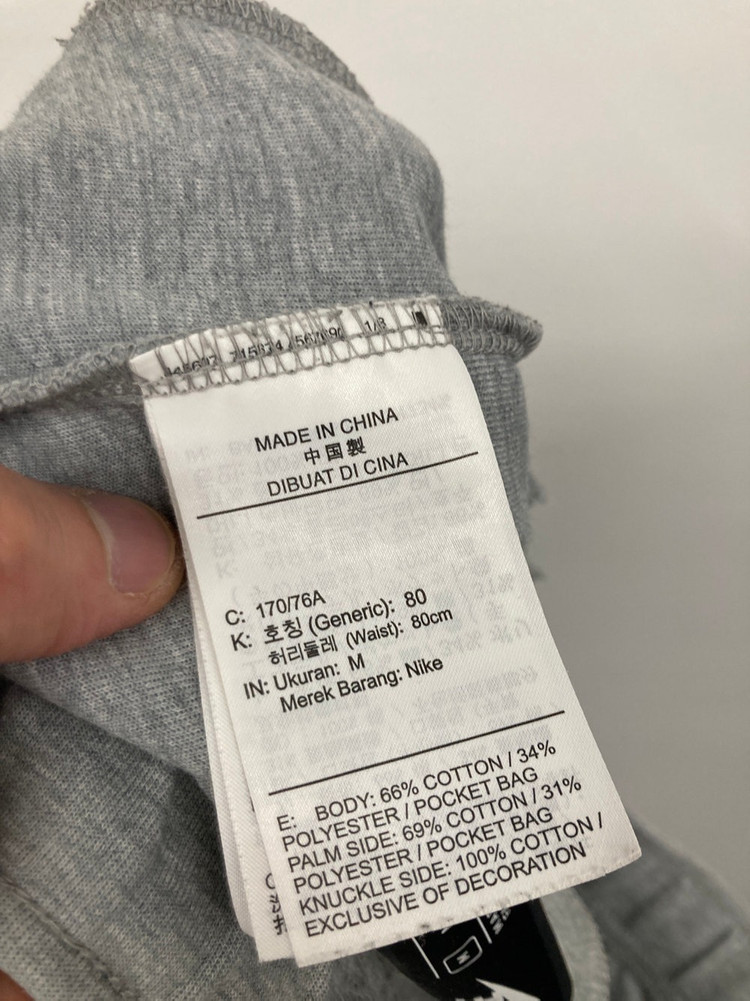 MADE IN CHINA
中国製
DIBUAT DI CINA
C: 170/76A
K: 호칭 (Generic): 80
허리둘레 (Waist): 80cm
IN: Ukuran: M
Merek Barang: Nike
E: BODY: 66% COTTON / 34%
POLYESTER / POCKET BAG
PALM SIDE: 69% COTTON / 31%
POLYESTER / POCKET BAG
KNUCKLE SIDE: 100% COTTON /
EXCLUSIVE OF DECORATION